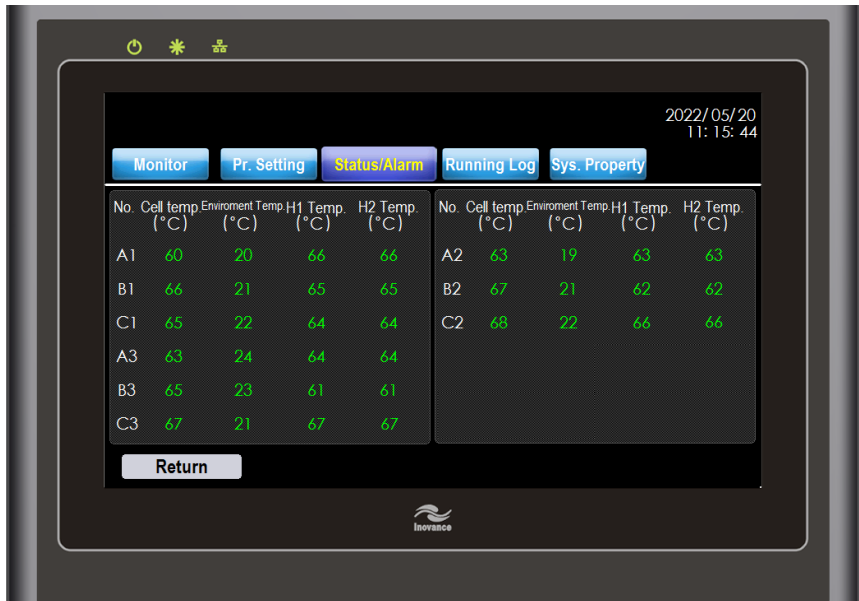 2022/05/20
11: 15: 44
Monitor Pr. Setting Status/Alarm Running Log Sys. Property
No. Cell temp. Enviroment Temp. H1 Temp. H2 Temp.
(°C) (°C) (°C) (°C)
A1 60 20 66 66
B1 66 21 65 65
C1 65 22 64 64
A3 63 24 64 64
B3 65 23 61 61
C3 67 21 67 67
No. Cell temp. Enviroment Temp. H1 Temp. H2 Temp.
(°C) (°C) (°C) (°C)
A2 63 19 63 63
B2 67 21 62 62
C2 68 22 66 66
Return
Inovance